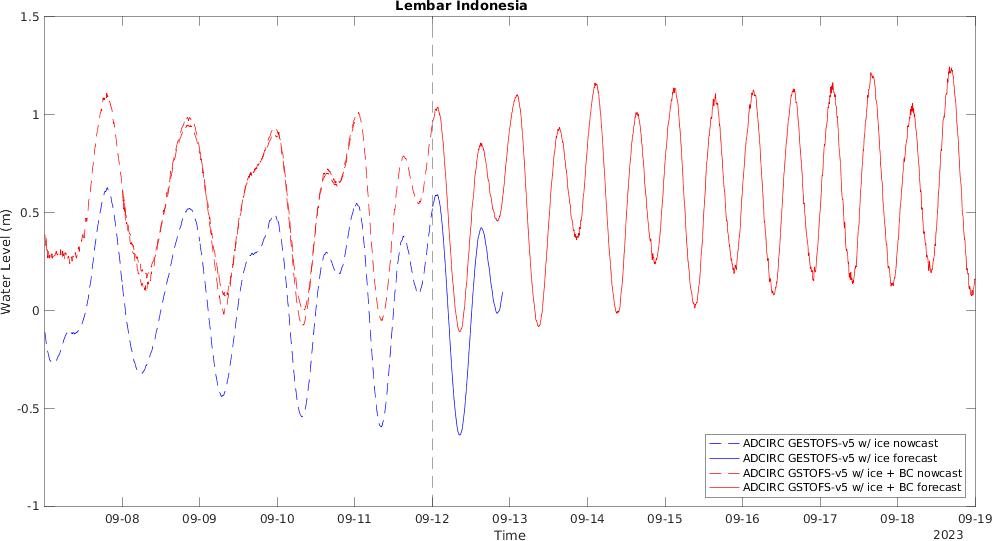 Lembar Indonesia
Water Level (m)
1.5
1
0.5
0
-0.5
-1
09-08 09-09 09-10 09-11 09-12 09-13 09-14 09-15 09-16 09-17 09-18 09-19
Time
2023
ADCIRC GESTOFS-v5 w/ ice nowcast
ADCIRC GESTOFS-v5 w/ ice forecast
ADCIRC GSTOFS-v5 w/ ice + BC nowcast
ADCIRC GSTOFS-v5 w/ ice + BC forecast